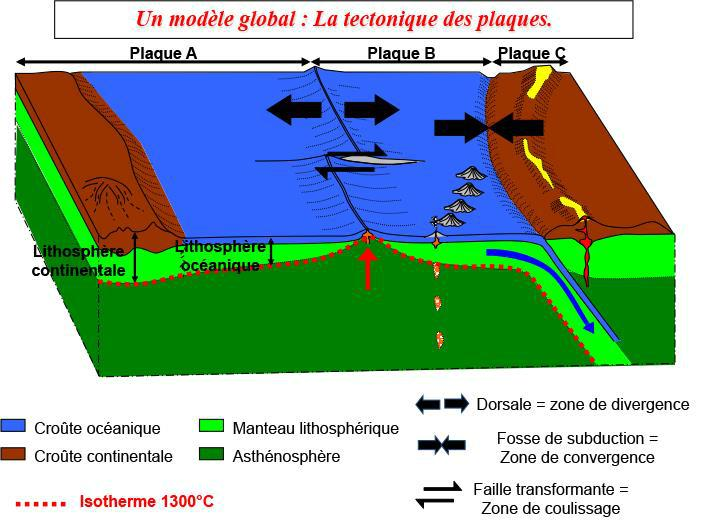 Un modèle global : La tectonique des plaques.
Plaque A
Plaque B
Plaque C
Lithosphère
continentale
Lithosphère
océanique
Croûte océanique
Croûte continentale
Manteau lithosphérique
Asthénosphère
Isotherme 1300°C
Dorsale = zone de divergence
Fosse de subduction =
Zone de convergence
Faille transformante =
Zone de coulissage